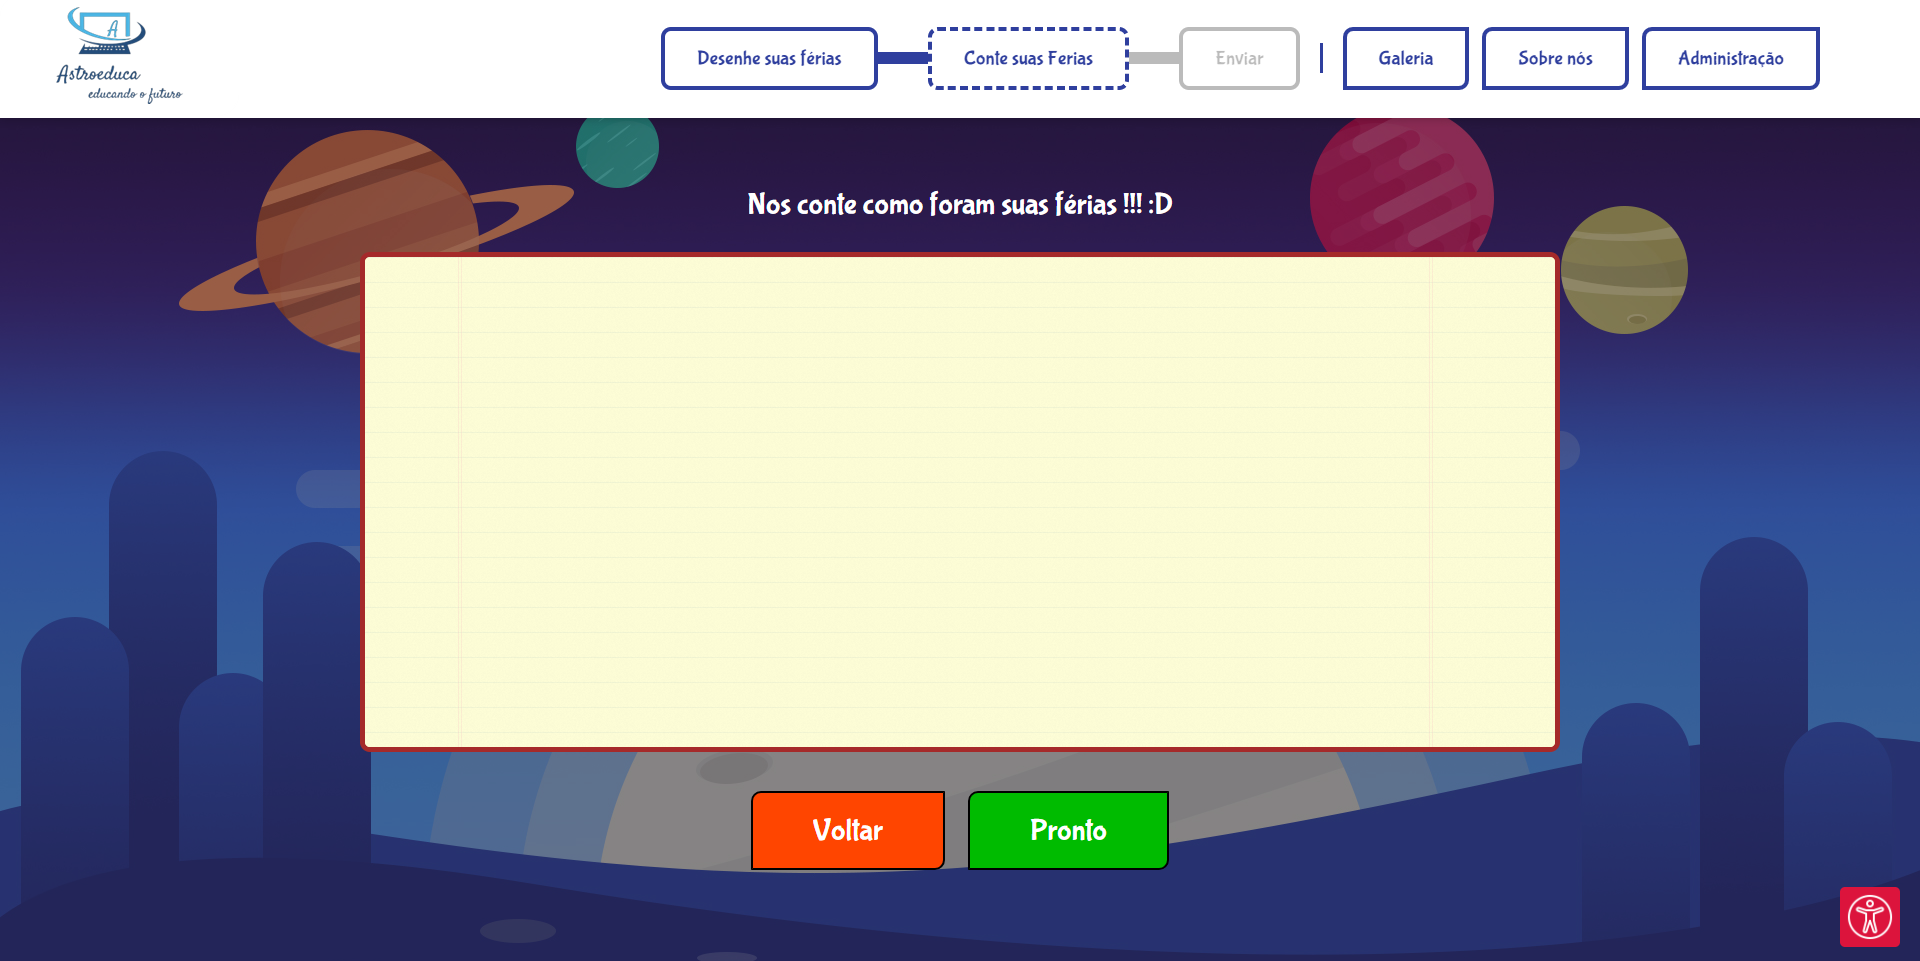 A
Astroeduca
educando o futuro
Desenhe suas férias
Conte suas Ferias
Enviar
Galeria
Sobre nós
Administração
Nos conte como foram suas férias !!! :D
Voltar
Pronto